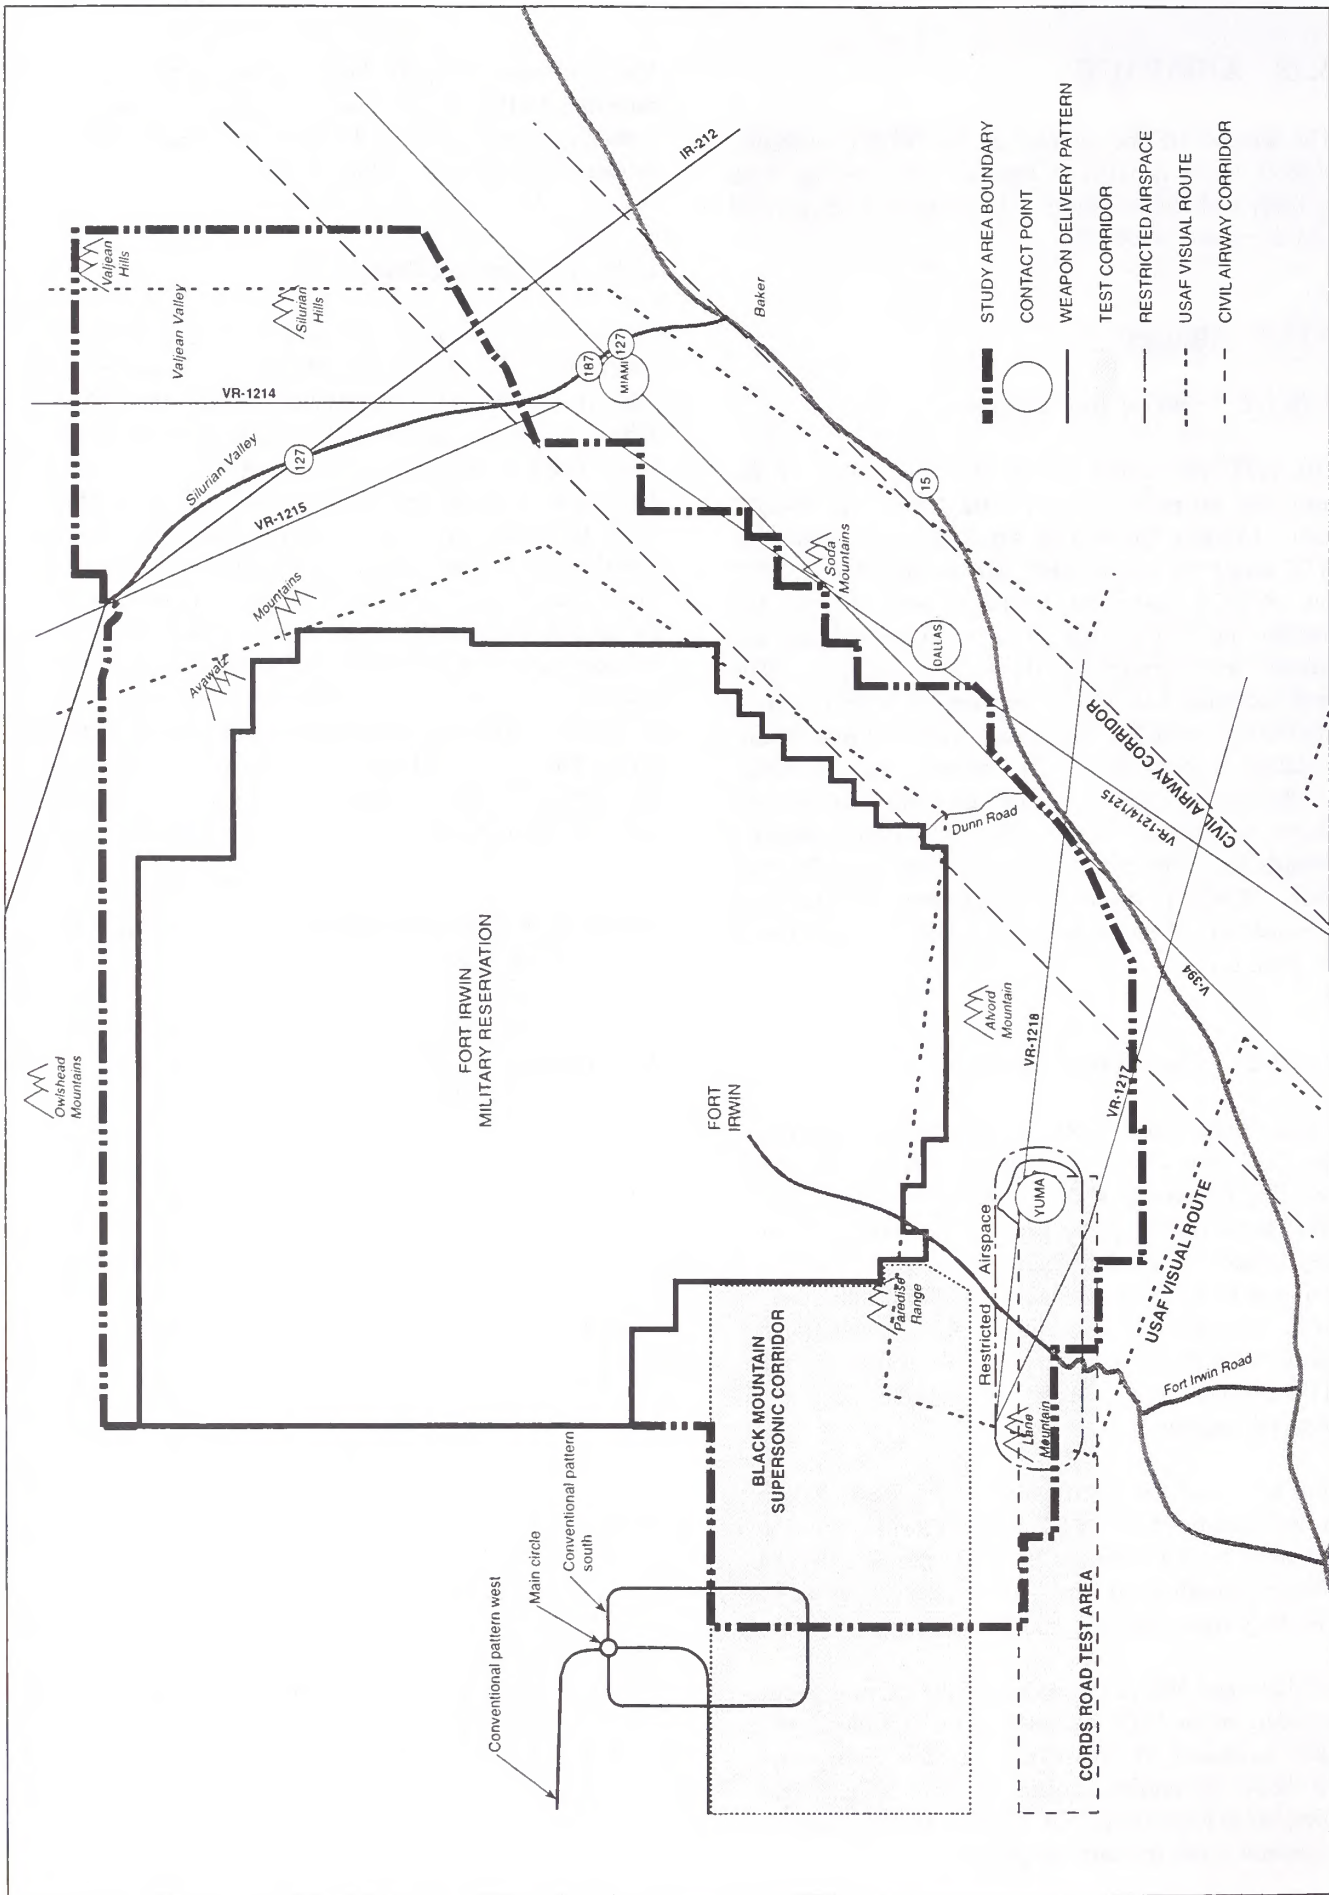 Owlshead
Mountains
Valjean
Hills
Valjean Valley
Silurian
Hills
VR-1214
Silurian Valley
127
VR-1215
IR-212
Avawatz
Mountains
187
127
MIAMI
Baker
FORT IRWIN
MILITARY RESERVATION
FORT
IRWIN
Soda
Mountains
15
DALLAS
Dunn Road
CIVIL AIRWAY CORRIDOR
VR-1214/1215
V-394
Alvord
Mountain
VR-1218
VR-1217
YUMA
Restricted Airspace
Paredise
Range
BLACK MOUNTAIN
SUPERSONIC CORRIDOR
Conventional pattern west
Main circle
Conventional pattern
south
Lane
Mountain
USAF VISUAL ROUTE
Fort Irwin Road
CORDS ROAD TEST AREA
STUDY AREA BOUNDARY
CONTACT POINT
WEAPON DELIVERY PATTERN
TEST CORRIDOR
RESTRICTED AIRSPACE
USAF VISUAL ROUTE
CIVIL AIRWAY CORRIDOR